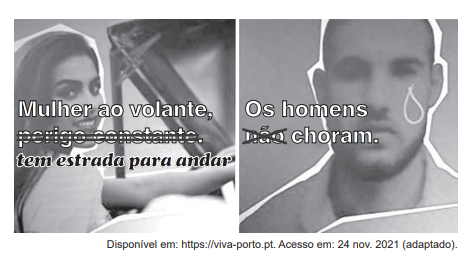 Mulher ao volante,
perigo constante.
tem estrada para andar
Os homens
não choram.
Disponível em: https://viva-porto.pt. Acesso em: 24 nov. 2021 (adaptado).